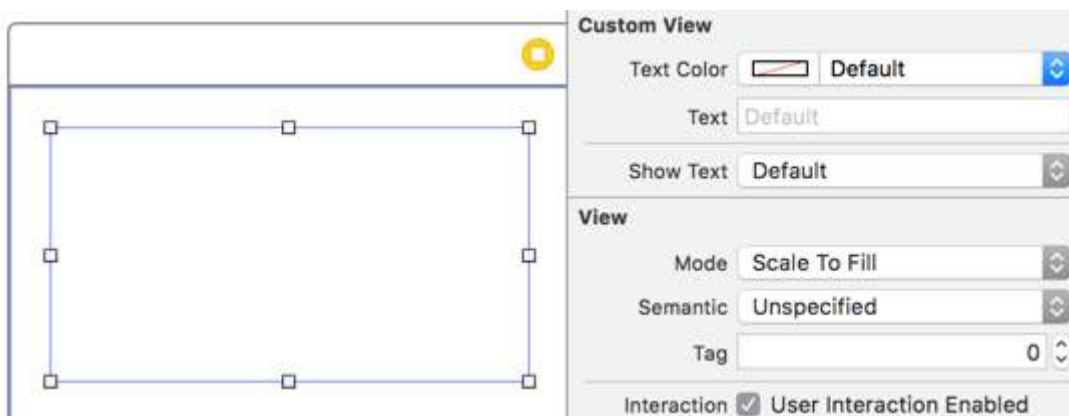 Custom View
Text Color Default
Text Default
Show Text Default
View
Mode Scale To Fill
Semantic Unspecified
Tag 0
Interaction User Interaction Enabled